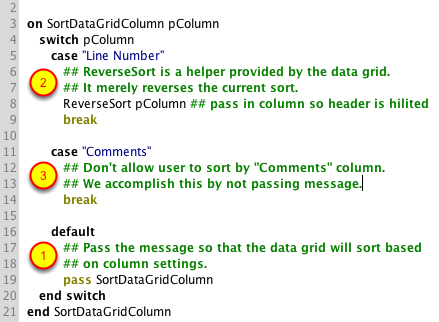 2
3 on SortDataGridColumn pColumn
4 switch pColumn
5 case "Line Number"
6 ## ReverseSort is a helper provided by the data grid.
7 2 ## It merely reverses the current sort.
8 ReverseSort pColumn ## pass in column so header is hilited
9 break
10
11 case "Comments"
12 ## Don't allow user to sort by "Comments" column.
13 3 ## We accomplish this by not passing message.
14 break
15
16 default
17 1 ## Pass the message so that the data grid will sort based
18 ## on column settings.
19 pass SortDataGridColumn
20 end switch
21 end SortDataGridColumn